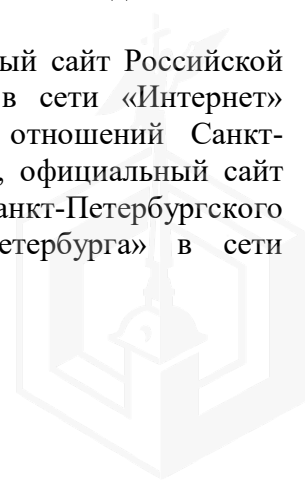 ый сайт Российской
в сети «Интернет»
отношений Санкт-
, официальный сайт
анкт-Петербургского
етербурга» в сети